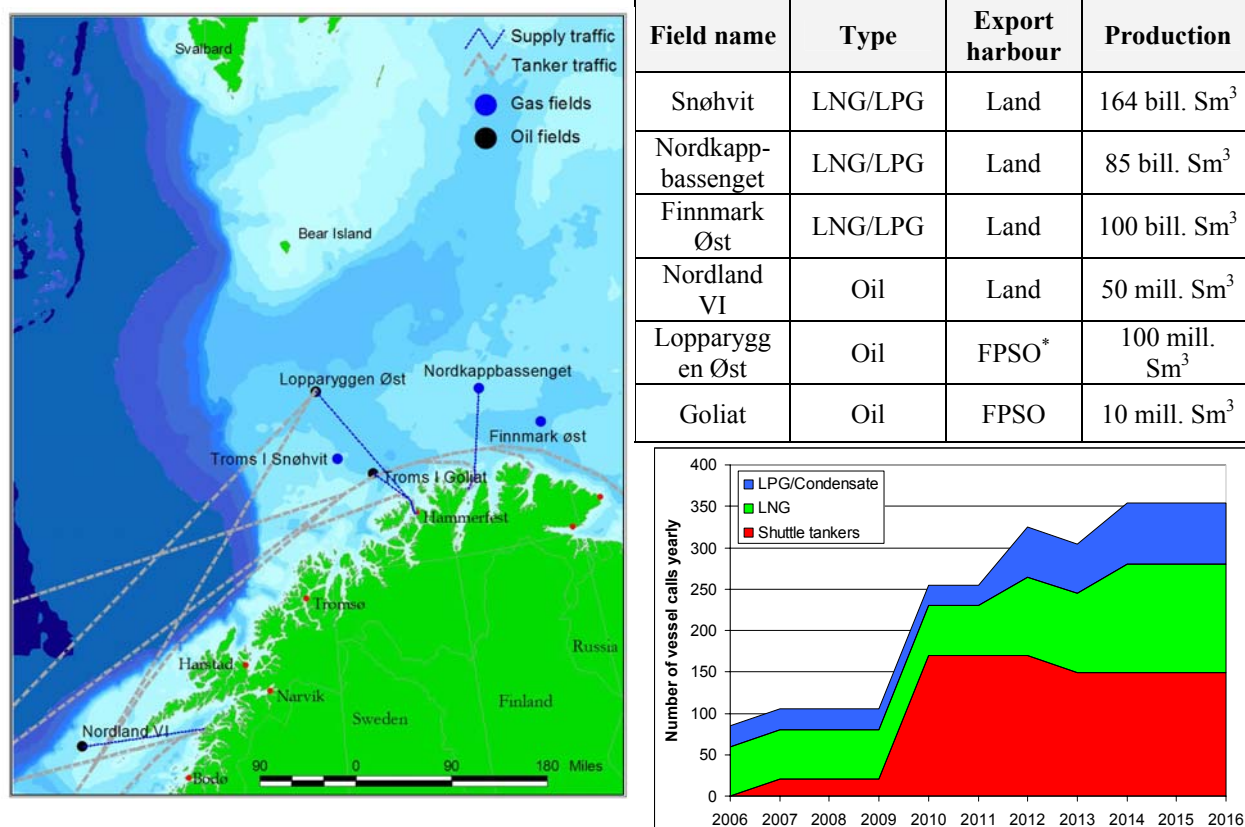 Svalbard
Supply traffic
Tanker traffic
Gas fields
Oil fields
Bear Island
Lopparyggen Øst
Nordkappbassenget
Finnmark øst
Troms I Snøhvit
Troms I Goliat
Hammerfest
Tromsø
Russia
Harstad
Narvik
Finland
Sweden
Nordland VI
Bodø
90 0 90 180 Miles
Field name Type Export harbour Production
Snøhvit LNG/LPG Land 164 bill. Sm³
Nordkapp-
bassenget LNG/LPG Land 85 bill. Sm³
Finnmark
Øst LNG/LPG Land 100 bill. Sm³
Nordland
VI Oil Land 50 mill. Sm³
Lopparygg
en Øst Oil FPSO* 100 mill. Sm³
Goliat Oil FPSO 10 mill. Sm³
Number of vessel calls yearly
400
350
300
250
200
150
100
50
0
LPG/Condensate
LNG
Shuttle tankers
2006 2007 2008 2009 2010 2011 2012 2013 2014 2015 2016